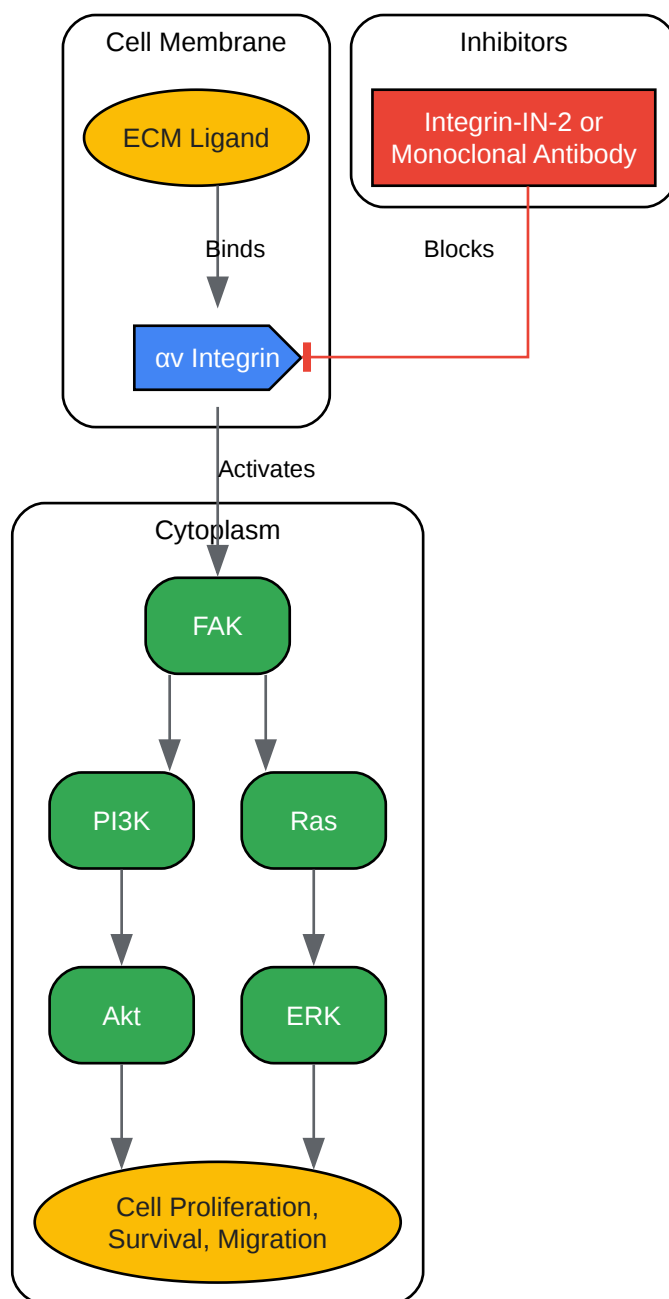 Cell Membrane
Inhibitors
ECM Ligand
Integrin-IN-2 or
Monoclonal Antibody
Binds
Blocks
αv Integrin
Activates
Cytoplasm
FAK
PI3K
Ras
Akt
ERK
Cell Proliferation,
Survival, Migration